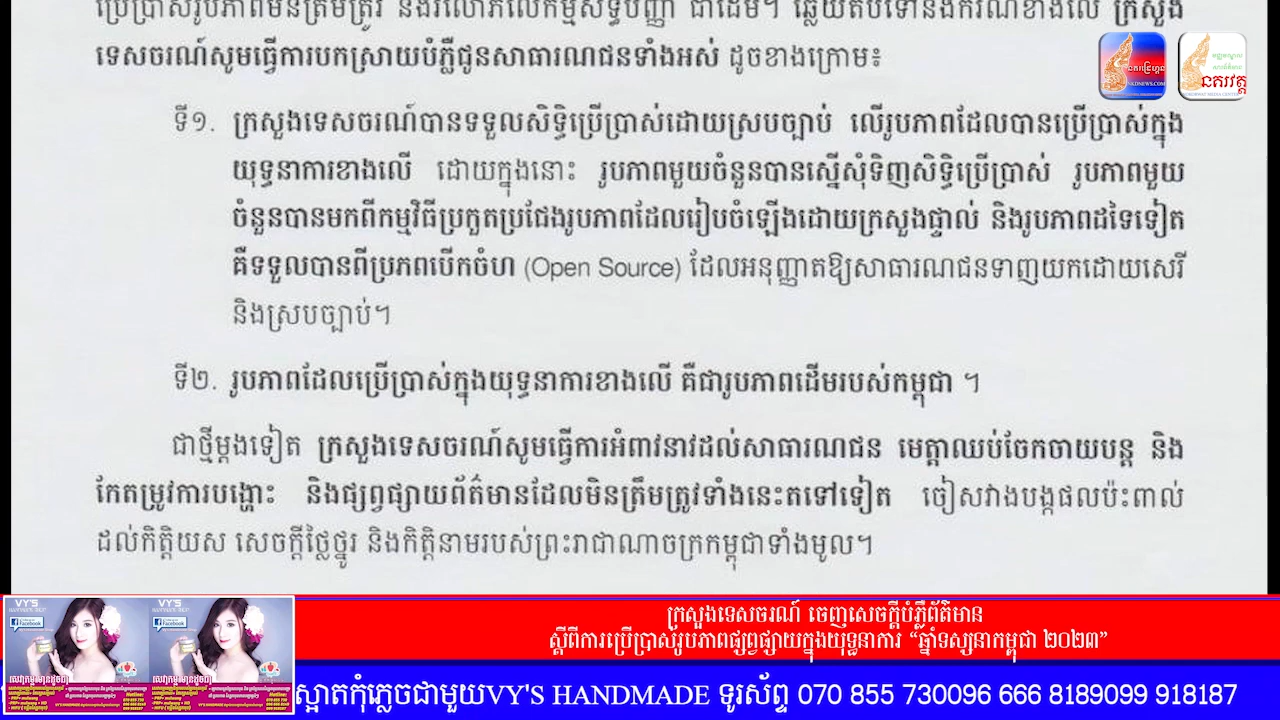 ប្រើប្រាស់រូបភាពមិនត្រឹមត្រូវ និងរំលោភលើកម្មសិទ្ធិបញ្ញា ជាដើម។ ឆ្លើយតបទៅនឹងករណីខាងលើ ក្រសួង
ទេសចរណ៍សូមធ្វើការបកស្រាយបំភ្លឺជូនសាធារណជនទាំងអស់ ដូចខាងក្រោម៖
ទី១. ក្រសួងទេសចរណ៍បានទទួលសិទ្ធិប្រើប្រាស់ដោយស្របច្បាប់ លើរូបភាពដែលបានប្រើប្រាស់ក្នុង
យុទ្ធនាការខាងលើ ដោយក្នុងនោះ រូបភាពមួយចំនួនបានស្នើសុំទិញសិទ្ធិប្រើប្រាស់ រូបភាពមួយ
ចំនួនបានមកពីកម្មវិធីប្រកួតប្រជែងរូបភាពដែលរៀបចំឡើងដោយក្រសួងផ្ទាល់ និងរូបភាពដទៃទៀត
គឺទទួលបានពីប្រភពបើកចំហ (Open Source) ដែលអនុញ្ញាតឱ្យសាធារណជនទាញយកដោយសេរី
និងស្របច្បាប់។
ទី២. រូបភាពដែលប្រើប្រាស់ក្នុងយុទ្ធនាការខាងលើ គឺជារូបភាពដើមរបស់កម្ពុជា ។
ជាថ្មីម្តងទៀត ក្រសួងទេសចរណ៍សូមធ្វើការអំពាវនាវដល់សាធារណជន មេត្តាឈប់ចែកចាយបន្ត និង
កែតម្រូវការបង្ហោះ និងផ្សព្វផ្សាយព័ត៌មានដែលមិនត្រឹមត្រូវទាំងនេះតទៅទៀត ចៀសវាងបង្កផលប៉ះពាល់
ដល់កិត្តិយស សេចក្តីថ្លៃថ្នូរ និងកិត្តិនាមរបស់ព្រះរាជាណាចក្រកម្ពុជាទាំងមូល។
នគរវត្ត
ក្រសួងទេសចរណ៍ ចេញសេចក្តីបំភ្លឺព័ត៌មាន
ស្តីពីការប្រើប្រាស់រូបភាពផ្សព្វផ្សាយក្នុងយុទ្ធនាការ “ឆ្នាំទស្សនាកម្ពុជា ២០២៣”
VY'S
Facebook
VY'S
Facebook
ស្អាតកុំភ្លេចជាមួយVY'S HANDMADE ទូរស័ព្ទ 070 855 730096 666 8189099 918187